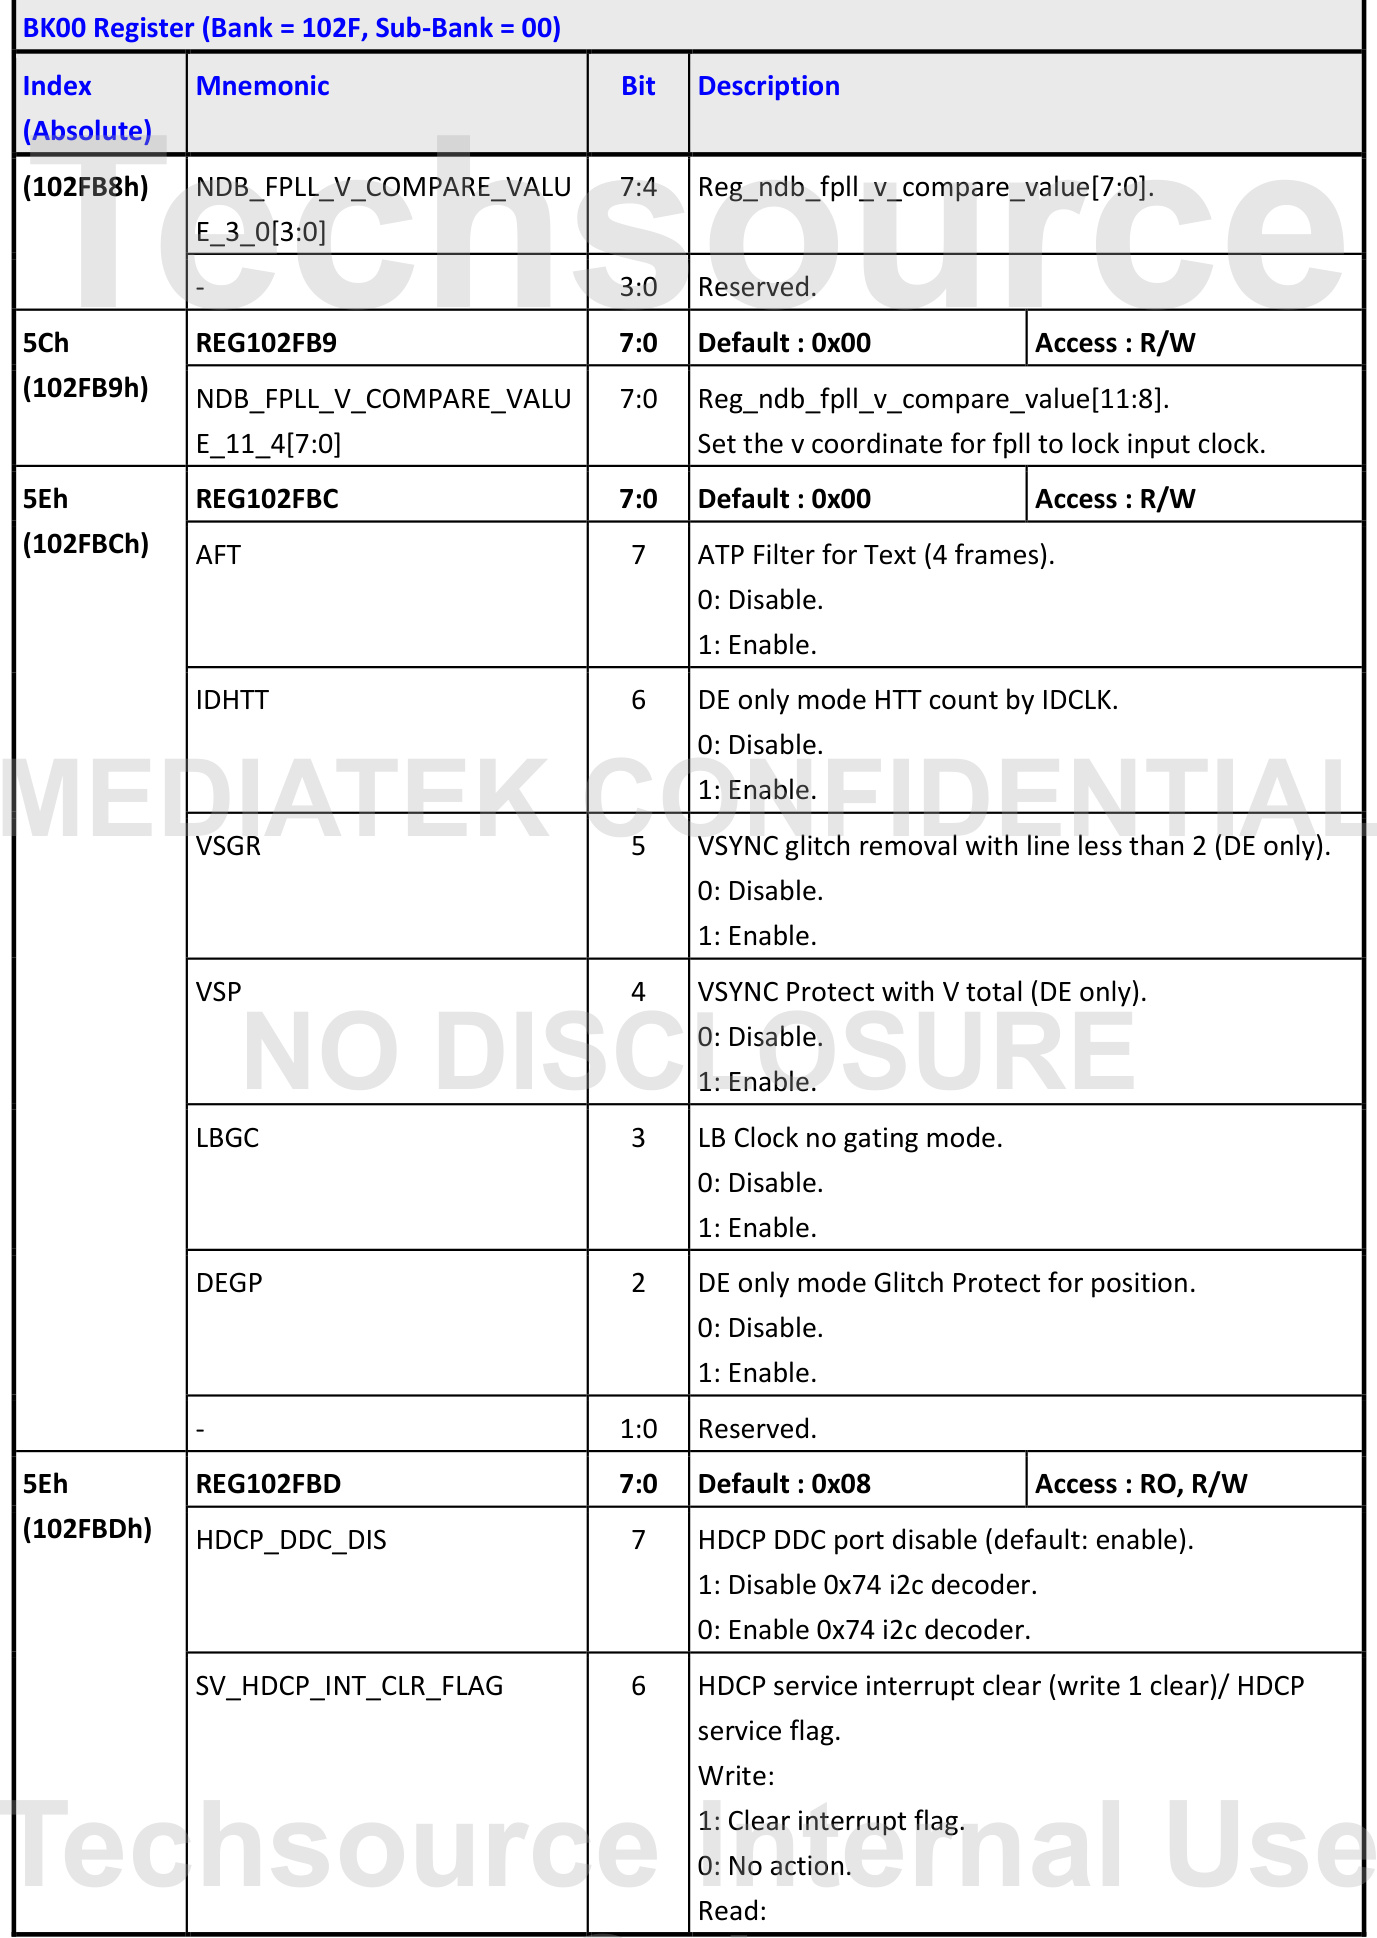 BK00 Register (Bank = 102F, Sub-Bank = 00)
Index (Absolute) Mnemonic Bit Description
(102FB8h) NDB_FPLL_V_COMPARE_VALU 7:4 Reg_ndb_fpll_v_compare_value[7:0].
E_3_0[3:0]
- 3:0 Reserved.
5Ch REG102FB9 7:0 Default : 0x00 Access : R/W
(102FB9h) NDB_FPLL_V_COMPARE_VALU 7:0 Reg_ndb_fpll_v_compare_value[11:8].
E_11_4[7:0] Set the v coordinate for fpll to lock input clock.
5Eh REG102FBC 7:0 Default : 0x00 Access : R/W
(102FBCh) AFT 7 ATP Filter for Text (4 frames).
0: Disable.
1: Enable.
IDHTT 6 DE only mode HTT count by IDCLK.
0: Disable.
1: Enable.
VSGR 5 VSYNC glitch removal with line less than 2 (DE only).
0: Disable.
1: Enable.
VSP 4 VSYNC Protect with V total (DE only).
0: Disable.
1: Enable.
LBGC 3 LB Clock no gating mode.
0: Disable.
1: Enable.
DEGP 2 DE only mode Glitch Protect for position.
0: Disable.
1: Enable.
- 1:0 Reserved.
5Eh REG102FBD 7:0 Default : 0x08 Access : RO, R/W
(102FBDh) HDCP_DDC_DIS 7 HDCP DDC port disable (default: enable).
1: Disable 0x74 i2c decoder.
0: Enable 0x74 i2c decoder.
SV_HDCP_INT_CLR_FLAG 6 HDCP service interrupt clear (write 1 clear)/ HDCP
service flag.
Write:
1: Clear interrupt flag.
0: No action.
Read:
Techsource
MEDIATEK CONFIDENTIAL
NO DISCLOSURE
Techsource Internal Use